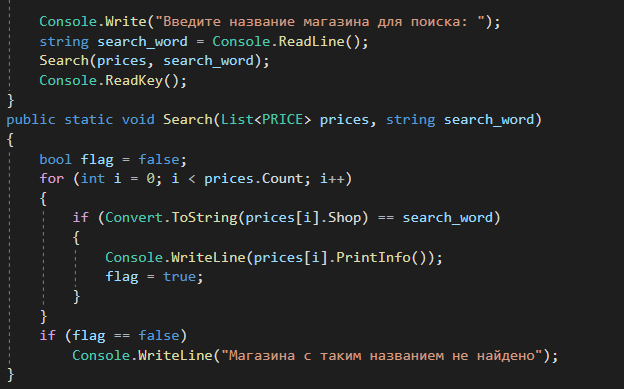 Console.Write("Введите название магазина для поиска: ");
string search_word = Console.ReadLine();
Search(prices, search_word);
Console.ReadKey();
}
public static void Search(List<PRICE> prices, string search_word)
{
bool flag = false;
for (int i = 0; i < prices.Count; i++)
{
if (Convert.ToString(prices[i].Shop) == search_word)
{
Console.WriteLine(prices[i].PrintInfo());
flag = true;
}
}
if (flag == false)
Console.WriteLine("Магазина с таким названием не найдено");
}